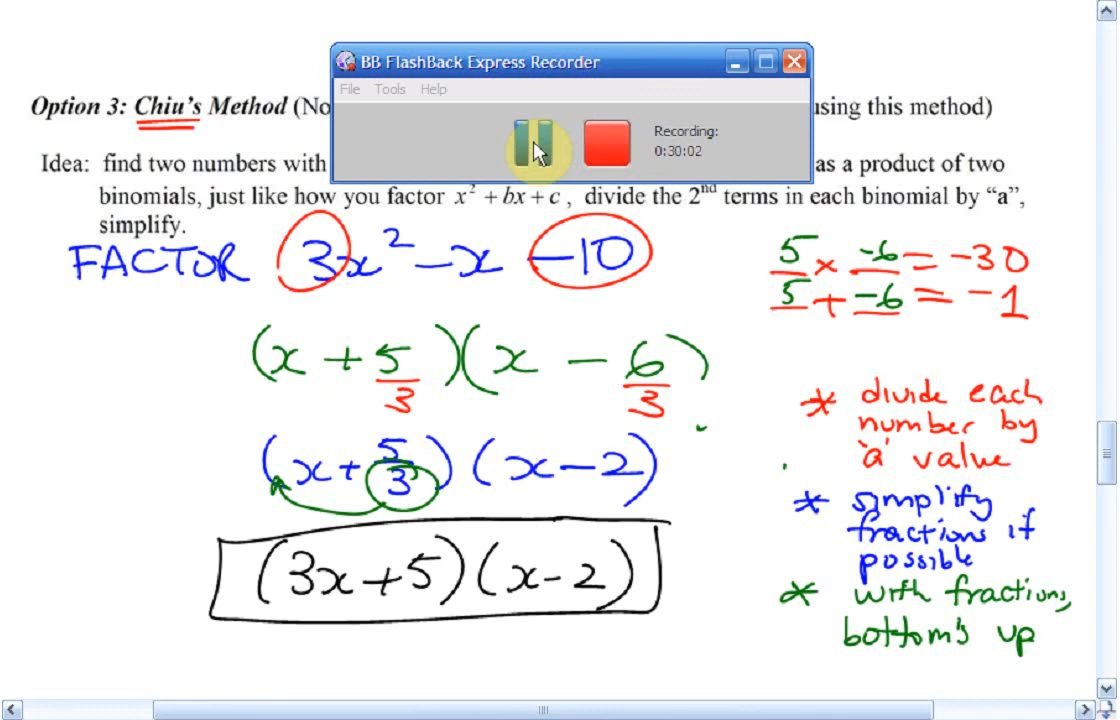 BB FlashBack Express Recorder
File Tools Help
Recording:
0:30:02
Option 3: Chiu's Method (No using this method)
Idea: find two numbers with as a product of two
binomials, just like how you factor x² + bx + c, divide the 2nd terms in each binomial by “a”,
simplify.
FACTOR 3x² - x - 10
5 × -6 = -30
5 + -6 = -1
(x + 5/3)(x - 6/3)
* divide each
number by
'a' value
(x + 5/3)(x - 2)
* simplify
fractions if
possible
(3x + 5)(x - 2)
* with fractions,
bottom's up